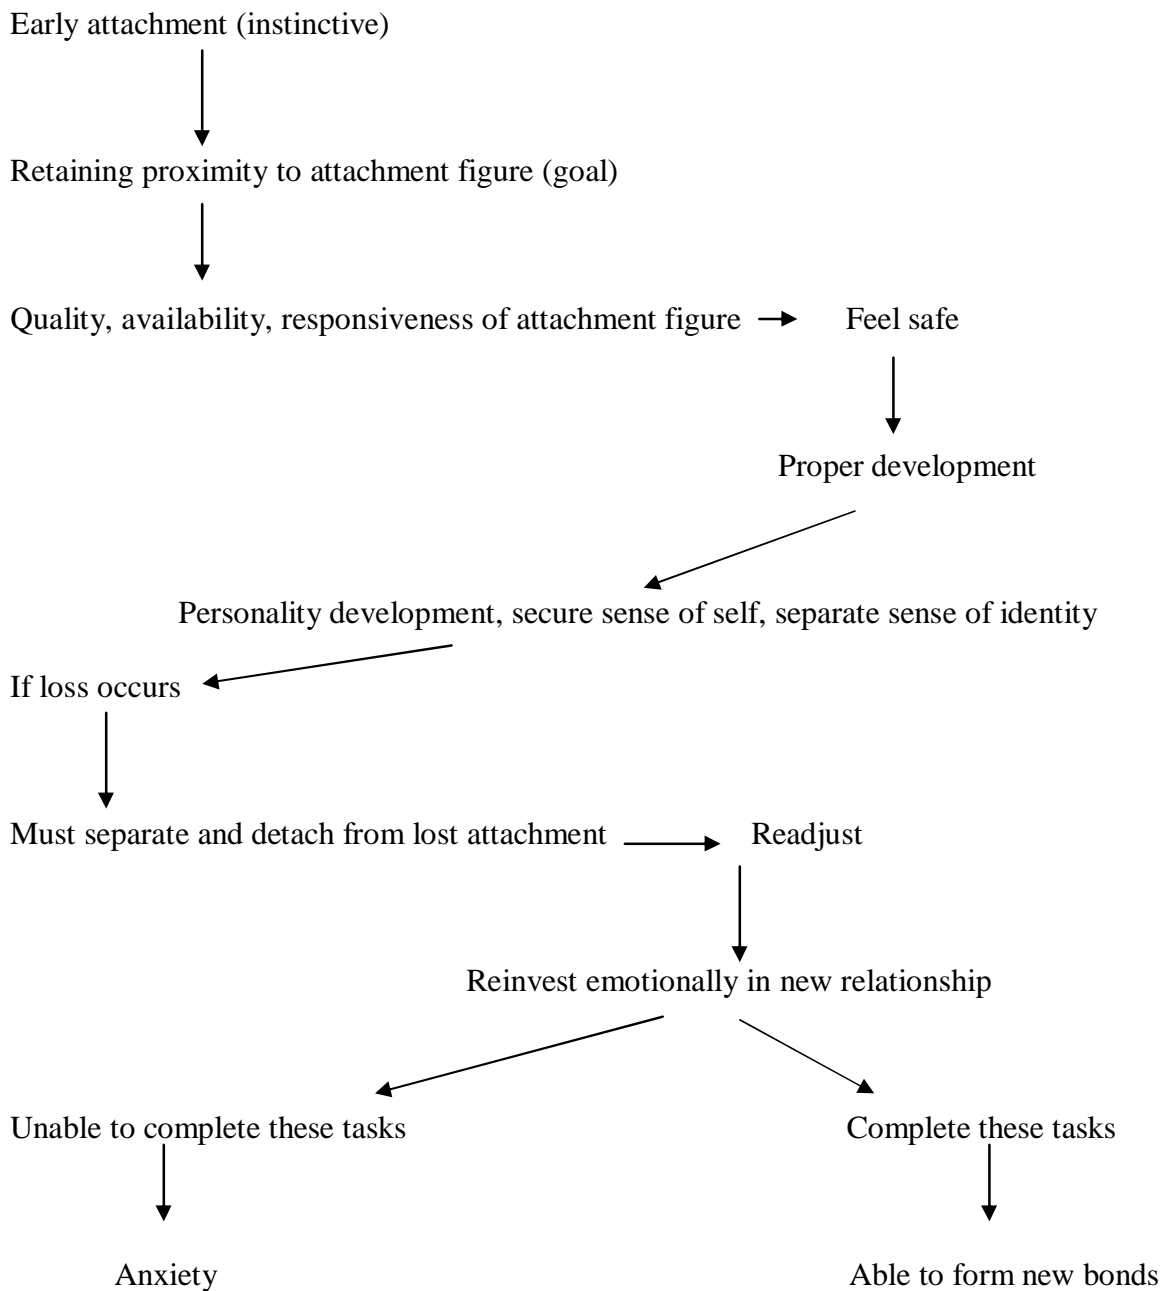 Early attachment (instinctive)
Retaining proximity to attachment figure (goal)
Quality, availability, responsiveness of attachment figure
Feel safe
Proper development
Personality development, secure sense of self, separate sense of identity
If loss occurs
Must separate and detach from lost attachment
Readjust
Reinvest emotionally in new relationship
Unable to complete these tasks
Complete these tasks
Anxiety
Able to form new bonds